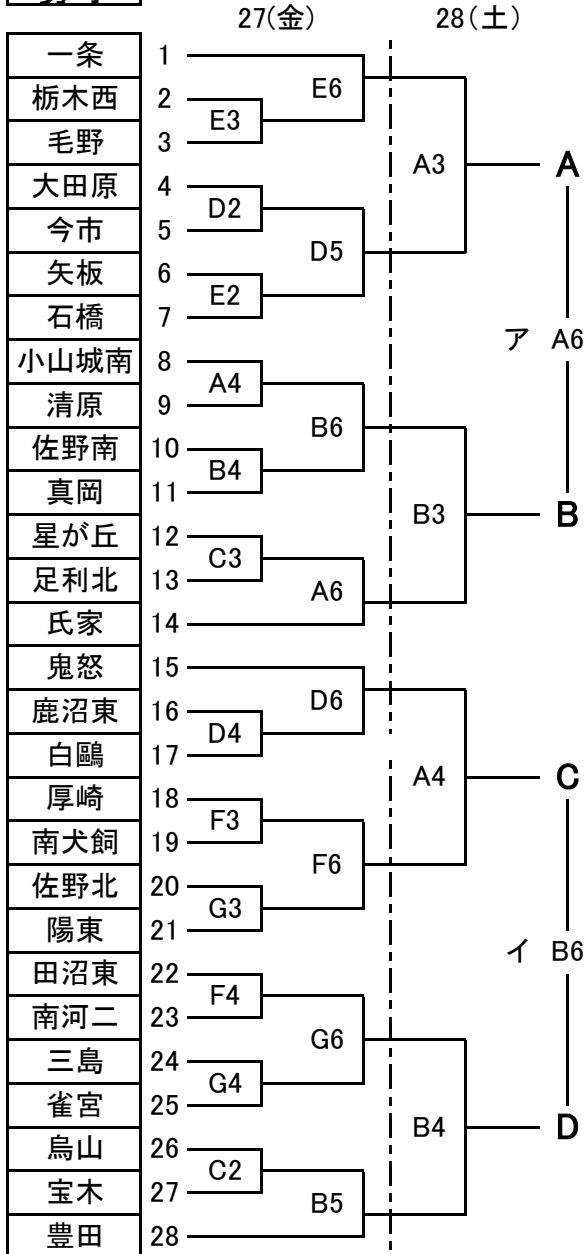 27(金) 28(土)
一条 1
E6
栃木西 2
E3
毛野 3
A3 A
大田原 4
D2
今市 5
D5
矢板 6
E2
石橋 7
ア A6
小山城南 8
A4
清原 9
B6
佐野南 10
B4
真岡 11
B3 B
星が丘 12
C3
足利北 13
A6
氏家 14
鬼怒 15
D6
鹿沼東 16
D4
白鷗 17
A4 C
厚崎 18
F3
南犬飼 19
F6
佐野北 20
G3
陽東 21
イ B6
田沼東 22
F4
南河二 23
G6
三島 24
G4
雀宮 25
B4 D
烏山 26
C2
宝木 27
B5
豊田 28